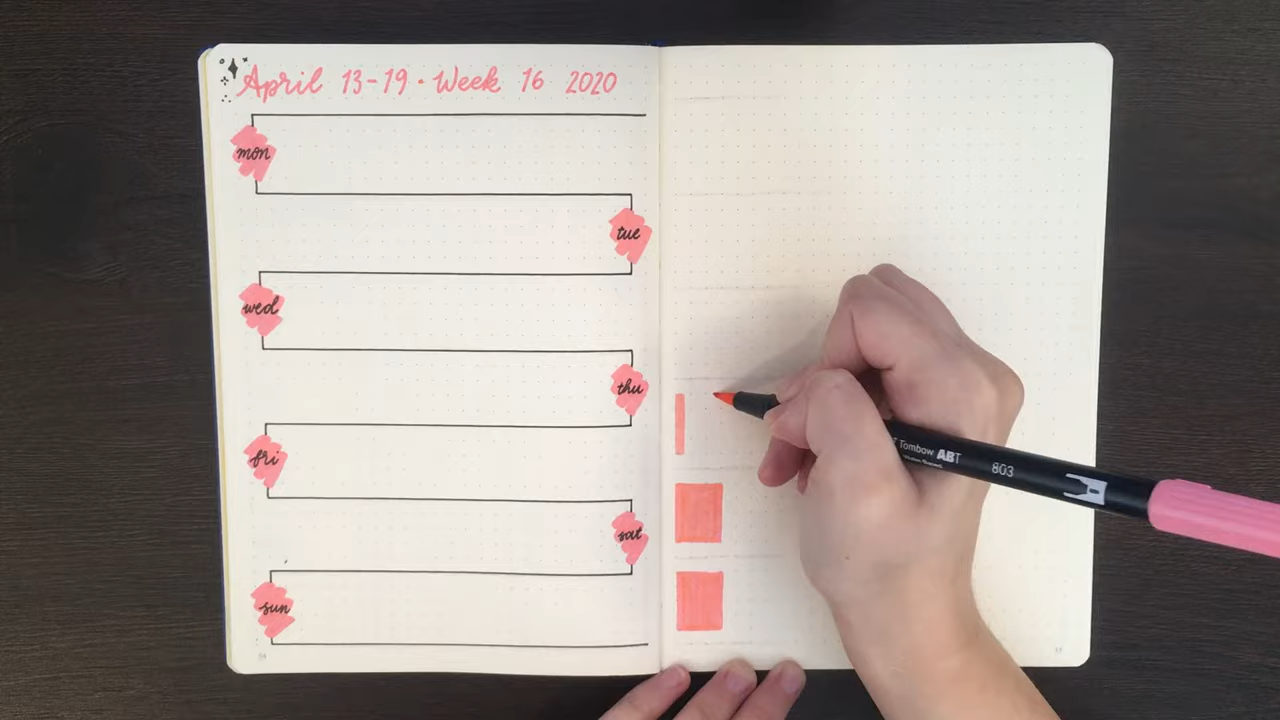 April 13-19 • Week 16 2020
mon
tue
wed
thu
fri
sat
sun
Tombow ABT
803